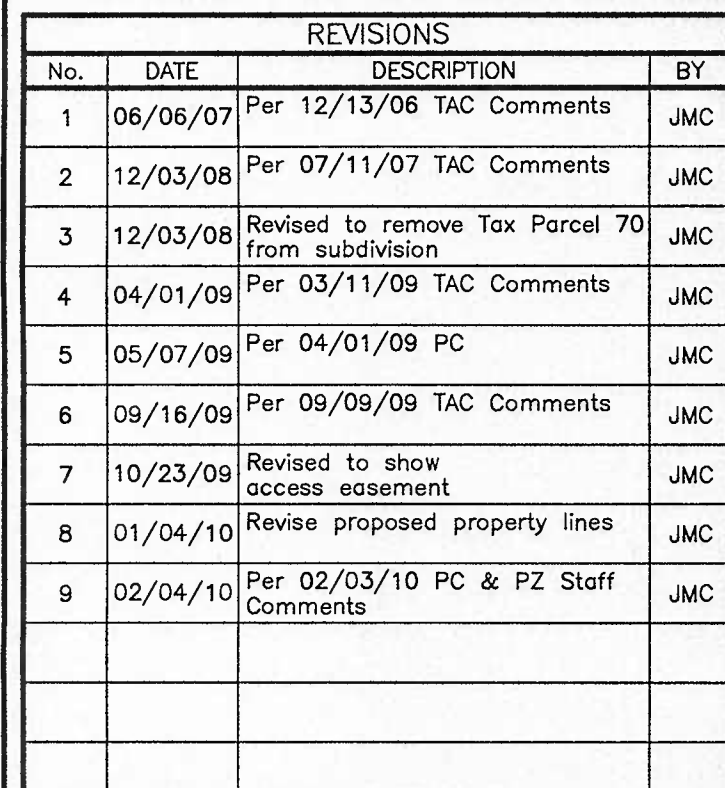 REVISIONS
No. DATE DESCRIPTION BY
1 06/06/07 Per 12/13/06 TAC Comments JMC
2 12/03/08 Per 07/11/07 TAC Comments JMC
3 12/03/08 Revised to remove Tax Parcel 70 JMC
from subdivision
4 04/01/09 Per 03/11/09 TAC Comments JMC
5 05/07/09 Per 04/01/09 PC JMC
6 09/16/09 Per 09/09/09 TAC Comments JMC
7 10/23/09 Revised to show JMC
access easement
8 01/04/10 Revise proposed property lines JMC
9 02/04/10 Per 02/03/10 PC & PZ Staff JMC
Comments